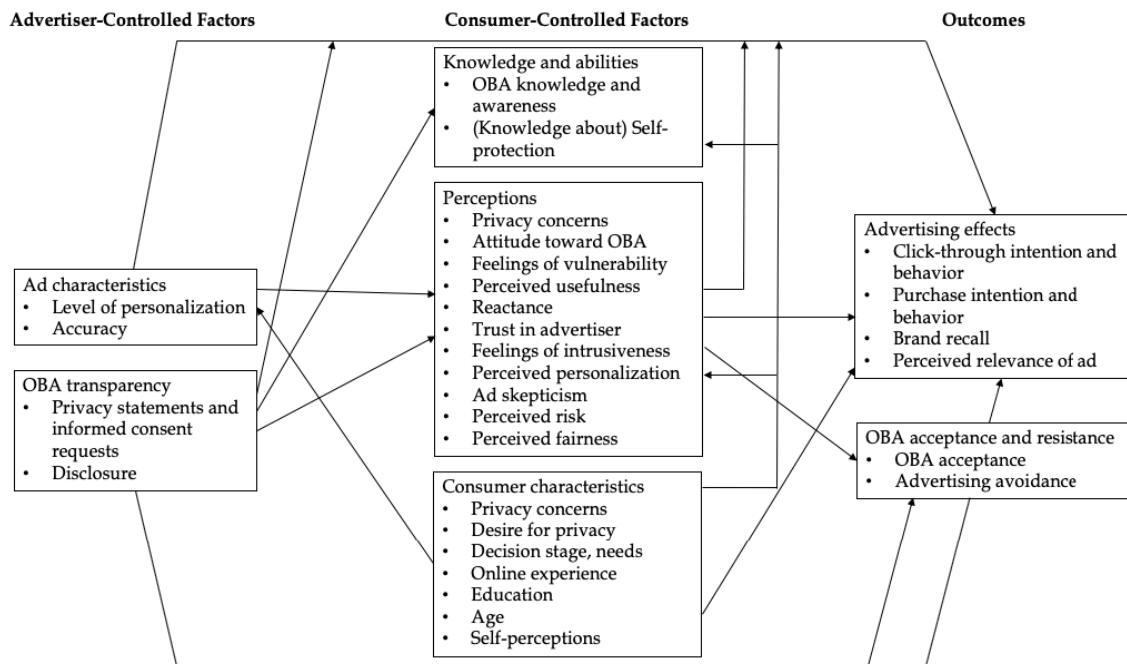 Advertiser-Controlled Factors
Consumer-Controlled Factors
Outcomes
Ad characteristics
• Level of personalization
• Accuracy
OBA transparency
• Privacy statements and
informed consent
requests
• Disclosure
Knowledge and abilities
• OBA knowledge and
awareness
• (Knowledge about) Self-
protection
Perceptions
• Privacy concerns
• Attitude toward OBA
• Feelings of vulnerability
• Perceived usefulness
• Reactance
• Trust in advertiser
• Feelings of intrusiveness
• Perceived personalization
• Ad skepticism
• Perceived risk
• Perceived fairness
Consumer characteristics
• Privacy concerns
• Desire for privacy
• Decision stage, needs
• Online experience
• Education
• Age
• Self-perceptions
Advertising effects
• Click-through intention and
behavior
• Purchase intention and
behavior
• Brand recall
• Perceived relevance of ad
OBA acceptance and resistance
• OBA acceptance
• Advertising avoidance